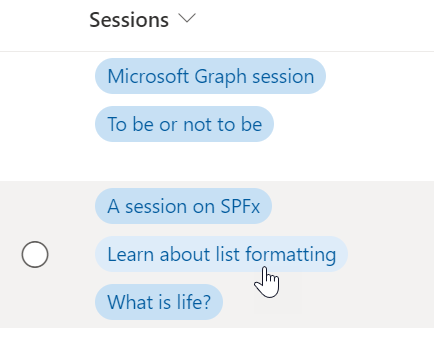 Sessions
Microsoft Graph session
To be or not to be
A session on SPFx
Learn about list formatting
What is life?